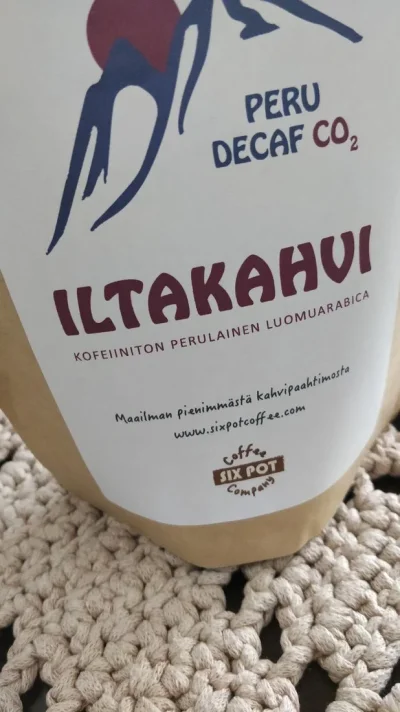 PERU
DECAF CO₂
ILTAKAHVI
KOFEIINITON PERULAINEN LUOMUARABICA
Maailman pienimmästä kahvipaahtimosta
www.sixpotcoffee.com
Coffee
SIX POT
Company